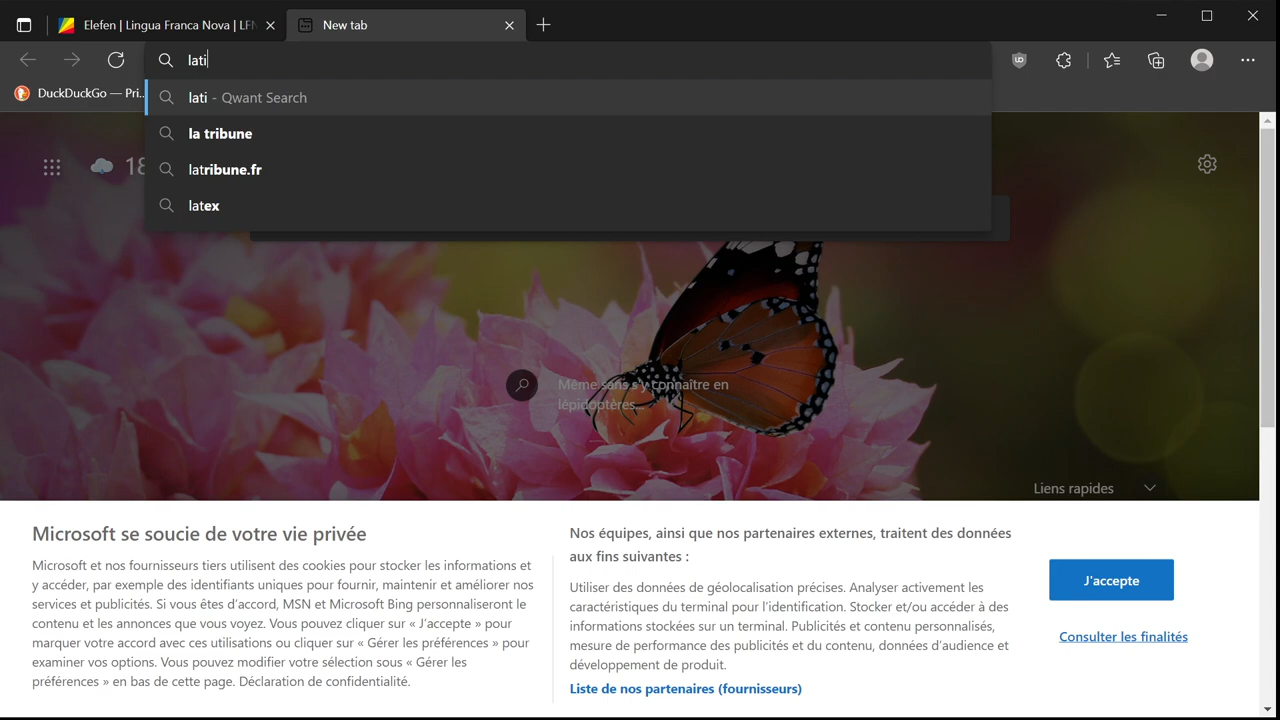 Elefen | Lingua Franca Nova | LFN
New tab
lati
DuckDuckGo — Pri...
lati - Qwant Search
la tribune
latribune.fr
latex
18
Même sans s'y connaître en
lépidoptères...
Liens rapides
Microsoft se soucie de votre vie privée
Microsoft et nos fournisseurs tiers utilisent des cookies pour stocker les informations et
y accéder, par exemple des identifiants uniques pour fournir, maintenir et améliorer nos
services et publicités. Si vous êtes d'accord, MSN et Microsoft Bing personnaliseront le
contenu et les annonces que vous voyez. Vous pouvez cliquer sur « J'accepte » pour
marquer votre accord avec ces utilisations ou cliquer sur « Gérer les préférences » pour
examiner vos options. Vous pouvez modifier votre sélection sous « Gérer les
préférences » en bas de cette page. Déclaration de confidentialité.
Nos équipes, ainsi que nos partenaires externes, traitent des données
aux fins suivantes :
Utiliser des données de géolocalisation précises. Analyser activement les
caractéristiques du terminal pour l'identification. Stocker et/ou accéder à des
informations stockées sur un terminal. Publicités et contenu personnalisés,
mesure de performance des publicités et du contenu, données d'audience et
développement de produit.
Liste de nos partenaires (fournisseurs)
J'accepte
Consulter les finalités